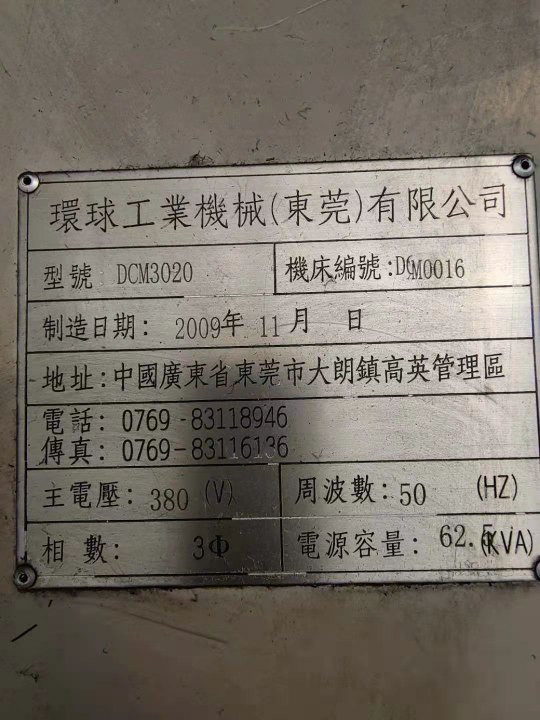 環球工業機械(東莞)有限公司
型號 DCM3020 機床編號:DCM0016
制造日期: 2009年 11月 日
地址:中國廣東省東莞市大朗鎮高英管理區
電話: 0769-83118946
傳真: 0769-83116136
主電壓: 380 (V) 周波數: 50 (HZ)
相數: 3Φ 電源容量: 62.5 (KVA)